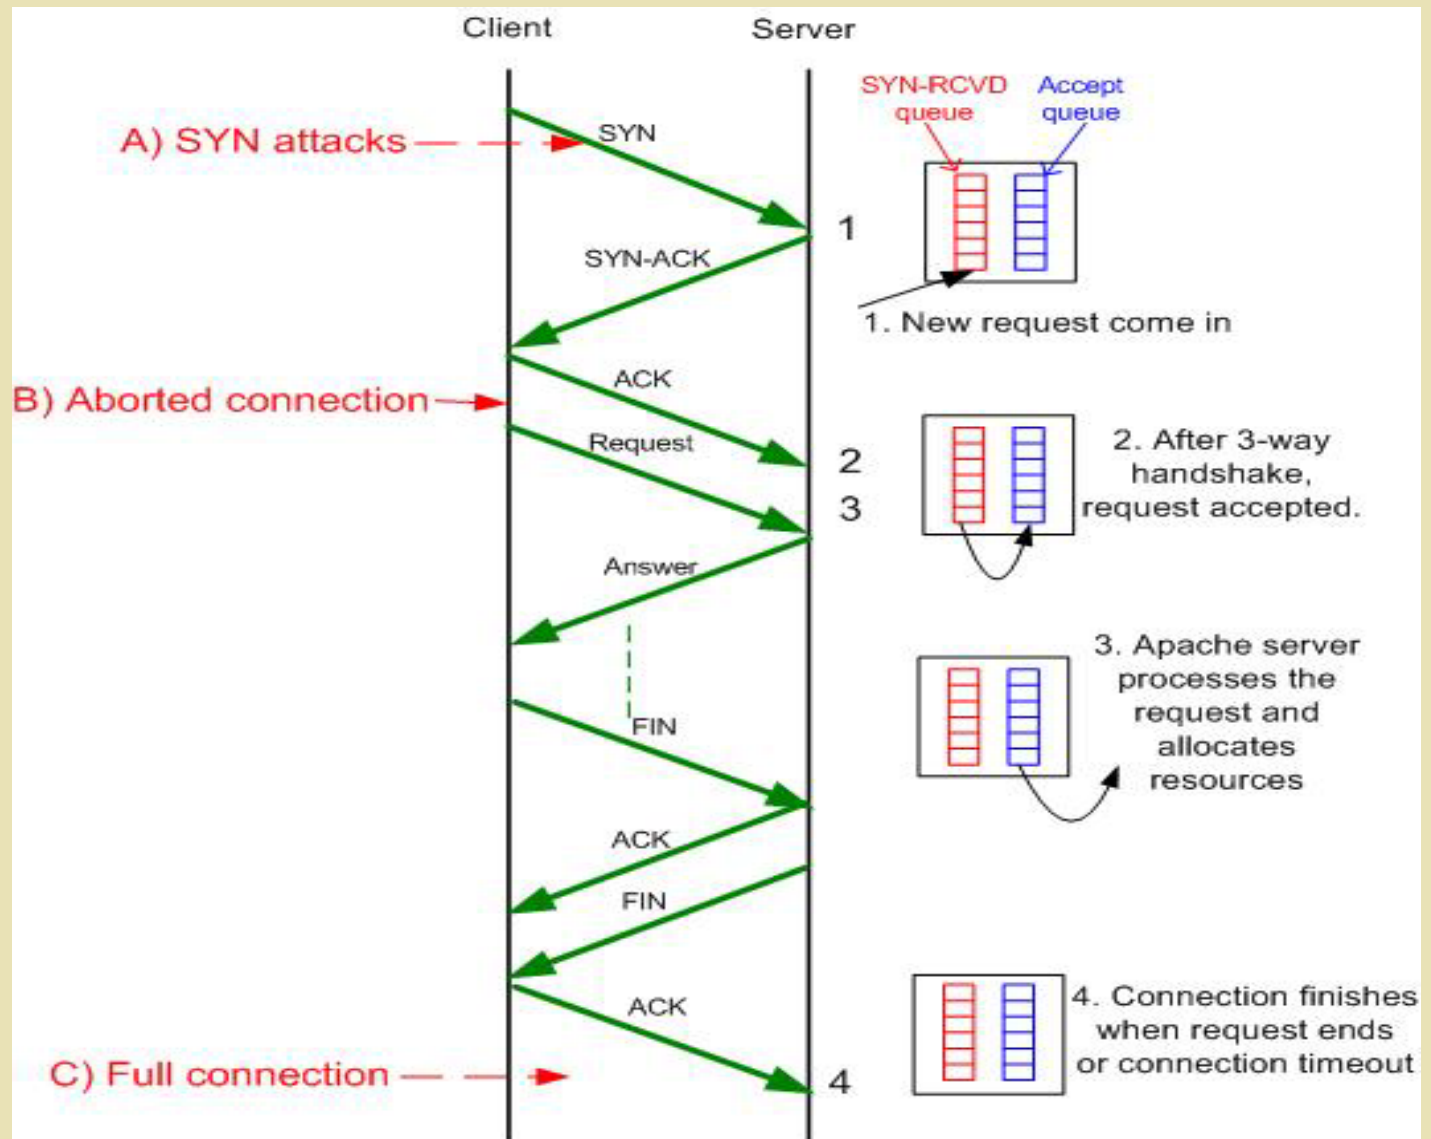 Client
Server
SYN-RCVD
queue
Accept
queue
A) SYN attacks
SYN
1
SYN-ACK
1. New request come in
ACK
B) Aborted connection
Request
2
3
2. After 3-way
handshake,
request accepted.
Answer
3. Apache server
processes the
request and
allocates
resources
FIN
ACK
FIN
ACK
4. Connection finishes
when request ends
or connection timeout
C) Full connection
4